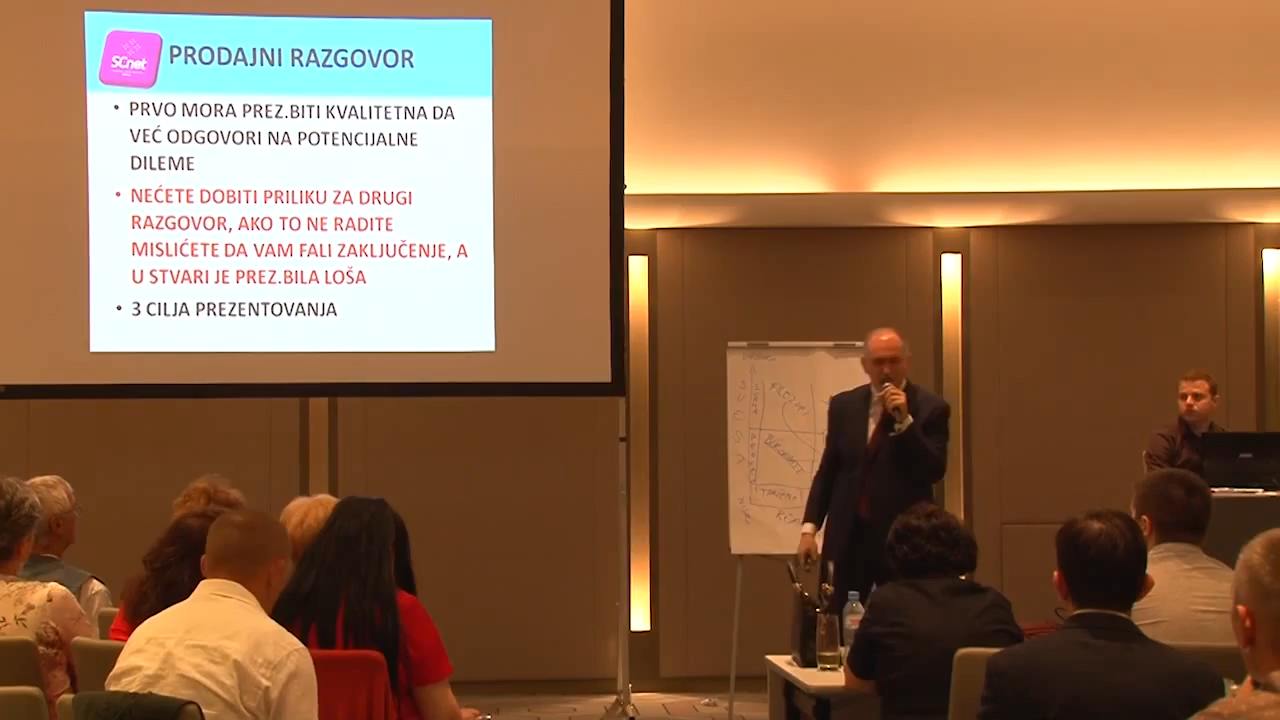 SCnet
PRODAJNI RAZGOVOR
• PRVO MORA PREZ.BITI KVALITETNA DA
VEĆ ODGOVORI NA POTENCIJALNE
DILEME
• NEĆETE DOBITI PRILIKU ZA DRUGI
RAZGOVOR, AKO TO NE RADITE
MISLIĆETE DA VAM FALI ZAKLJUČENJE, A
U STVARI JE PREZ.BILA LOŠA
• 3 CILJA PREZENTOVANJA